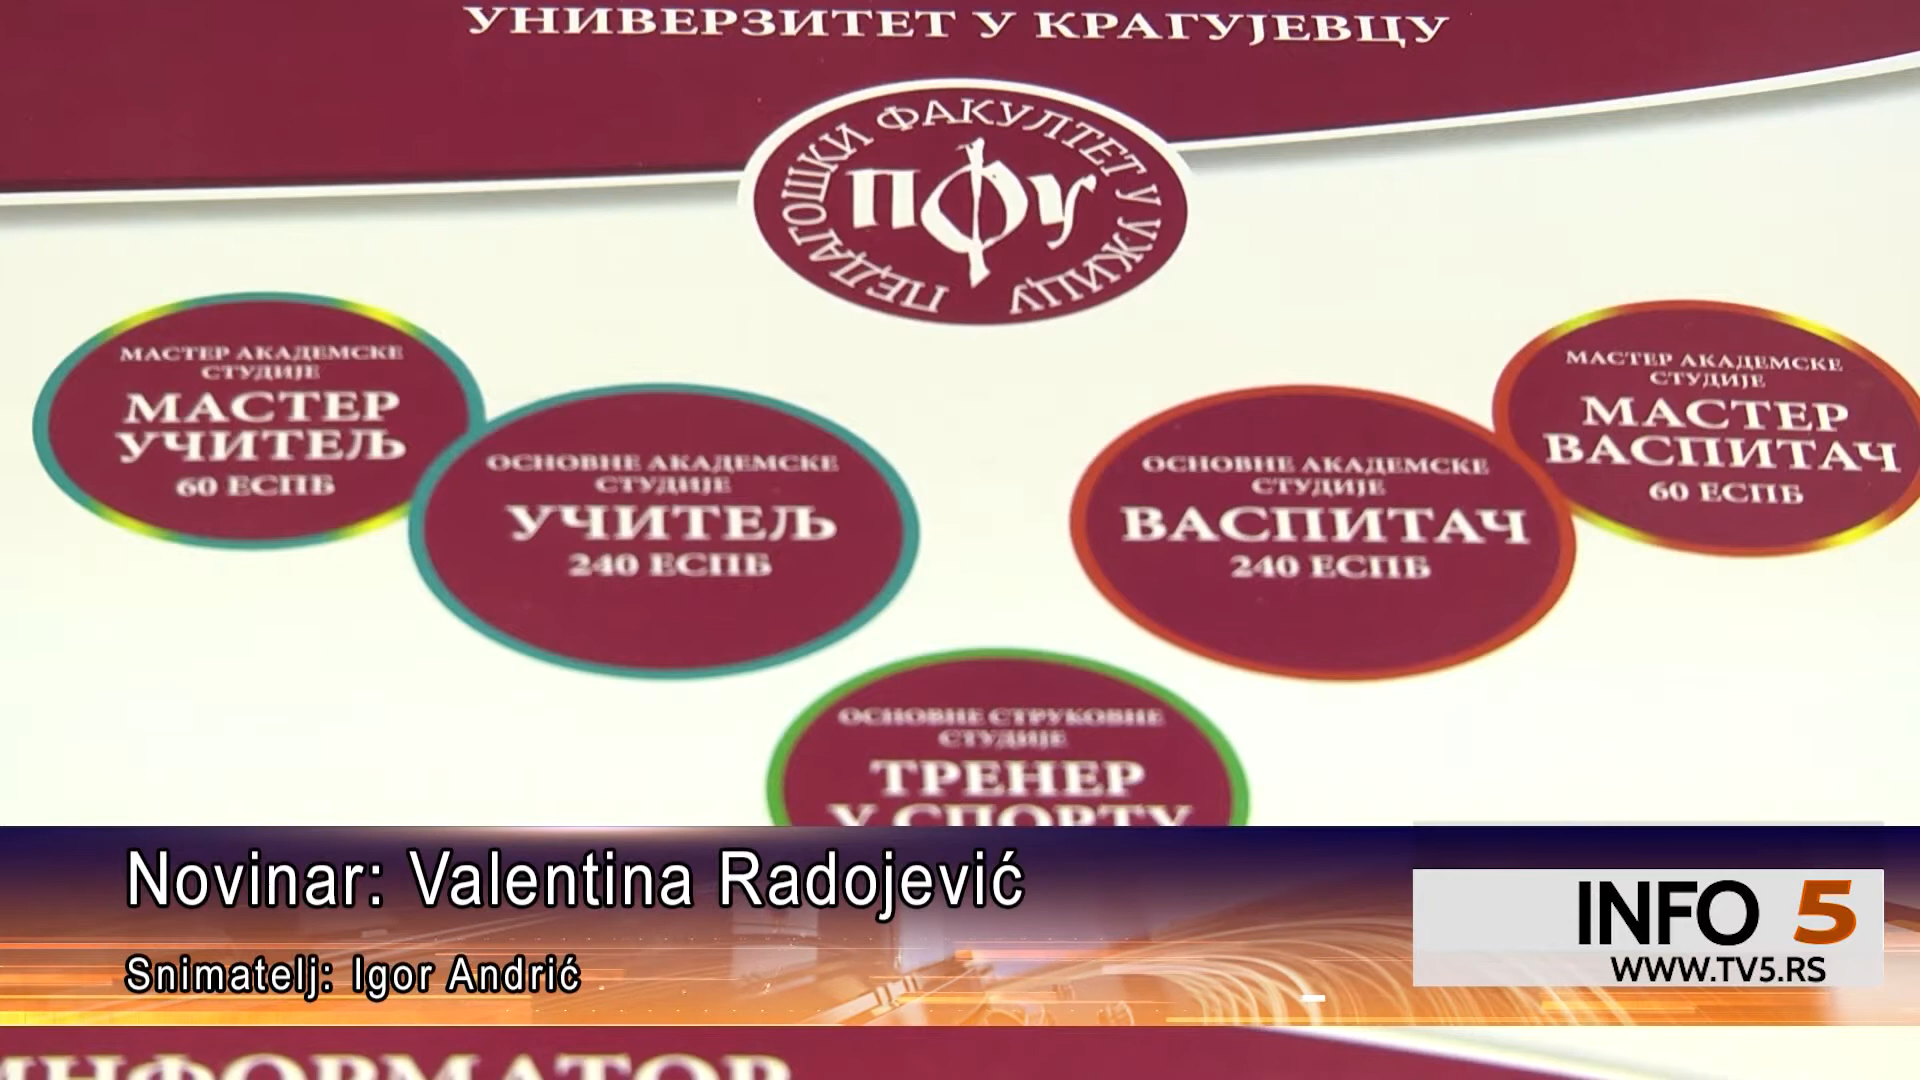 УНИВЕРЗИТЕТ У КРАГУЈЕВЦУ
ПЕДАГОШКИ ФАКУЛТЕТ У УЖИЦУ
ПФУ
МАСТЕР АКАДЕМСКЕ
СТУДИЈЕ
МАСТЕР
УЧИТЕЉ
60 ЕСПБ
ОСНОВНЕ АКАДЕМСКЕ
СТУДИЈЕ
УЧИТЕЉ
240 ЕСПБ
ОСНОВНЕ АКАДЕМСКЕ
СТУДИЈЕ
ВАСПИТАЧ
240 ЕСПБ
МАСТЕР АКАДЕМСКЕ
СТУДИЈЕ
МАСТЕР
ВАСПИТАЧ
60 ЕСПБ
ОСНОВНЕ СТРУКОВНЕ
СТУДИЈЕ
ТРЕНЕР
У СПОРТУ
Novinar: Valentina Radojević
Snimatelj: Igor Andrić
INFO 5
WWW.TV5.RS
ИНФОРМАТОР